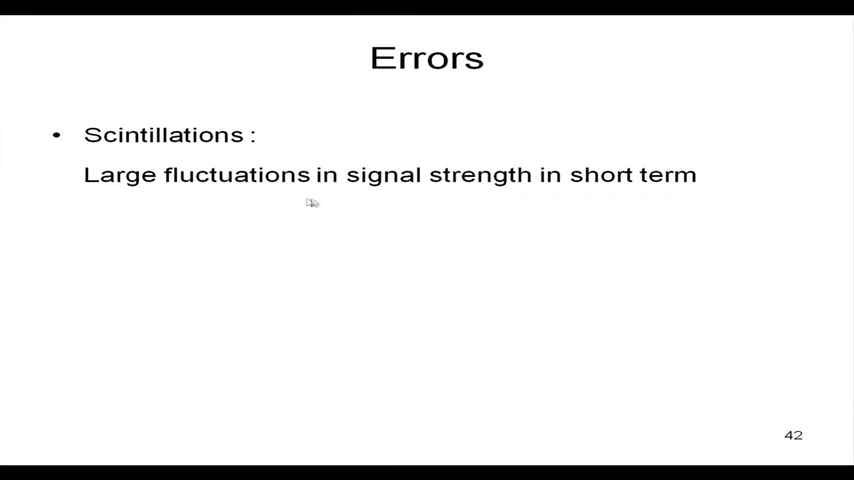 Errors
• Scintillations :
Large fluctuations in signal strength in short term
42